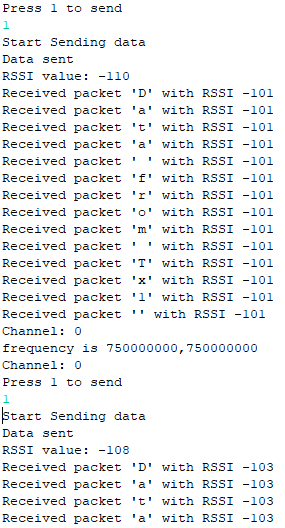 Press 1 to send
1
Start Sending data
Data sent
RSSI value: -110
Received packet 'D' with RSSI -101
Received packet 'a' with RSSI -101
Received packet 't' with RSSI -101
Received packet 'a' with RSSI -101
Received packet ' ' with RSSI -101
Received packet 'f' with RSSI -101
Received packet 'r' with RSSI -101
Received packet 'o' with RSSI -101
Received packet 'm' with RSSI -101
Received packet ' ' with RSSI -101
Received packet 'T' with RSSI -101
Received packet 'x' with RSSI -101
Received packet '1' with RSSI -101
Received packet '' with RSSI -101
Channel: 0
frequency is 750000000,750000000
Channel: 0
Press 1 to send
1
Start Sending data
Data sent
RSSI value: -108
Received packet 'D' with RSSI -103
Received packet 'a' with RSSI -103
Received packet 't' with RSSI -103
Received packet 'a' with RSSI -103